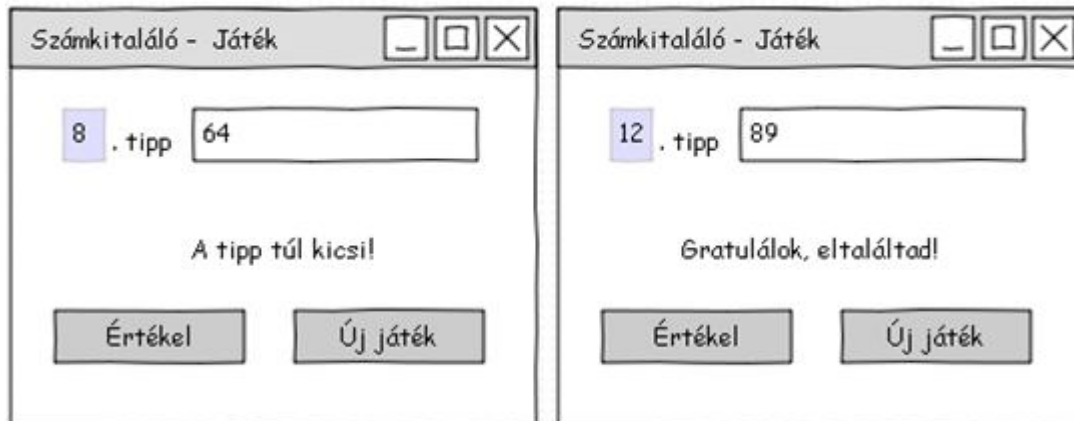 Számkitaláló - Játék
8 . tipp 64
A tipp túl kicsi!
Értékel Új játék
Számkitaláló - Játék
12 . tipp 89
Gratulálok, eltaláltad!
Értékel Új játék